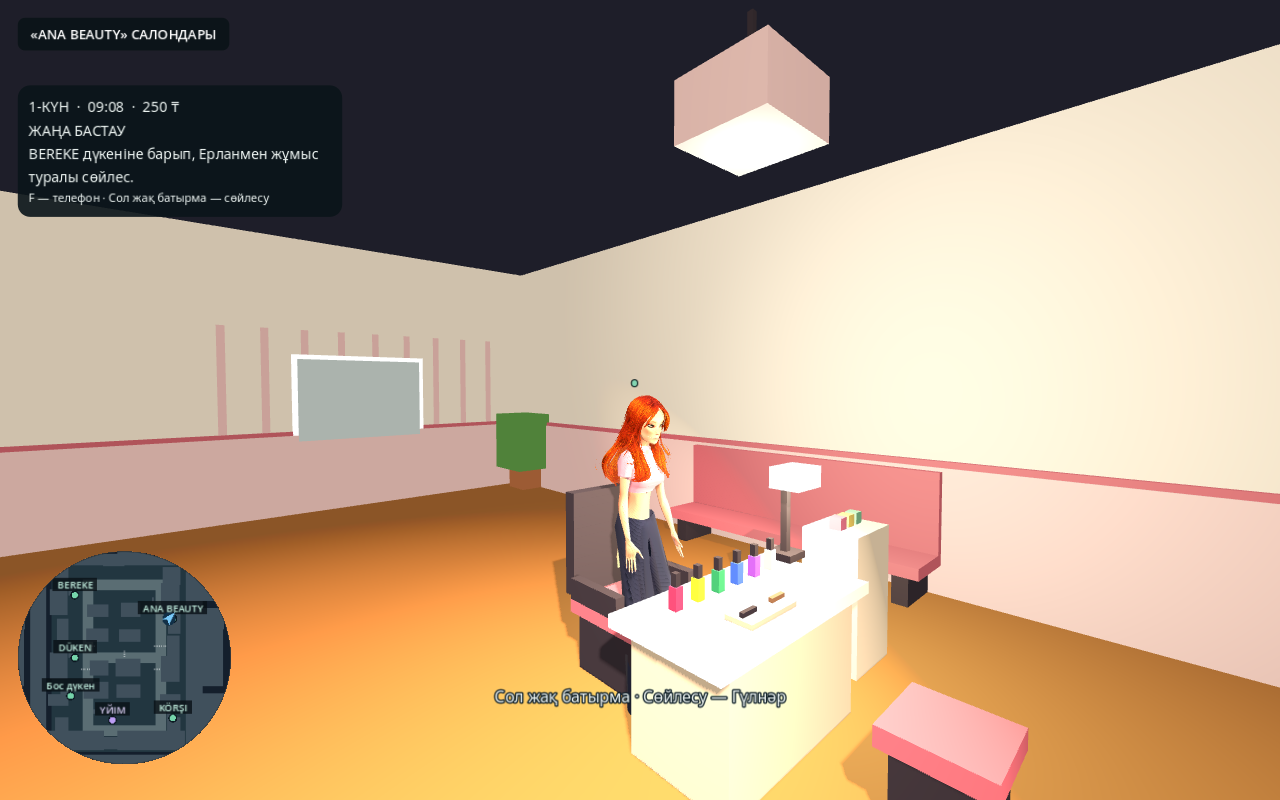 «ANA BEAUTY» САЛОНДАРЫ
1-КҮН · 09:08 · 250 ₸
ЖАҢА БАСТАУ
BEREKE дүкеніне барып, Ерланмен жұмыс
туралы сөйлес.
F — телефон · Сол жақ батырма — сөйлесу
BEREKE
ANA BEAUTY
DÜKEN
Бос дүкен
ҮЙІМ
KÖRŞI
Сол жақ батырма · Сөйлесу — Гүлнәр